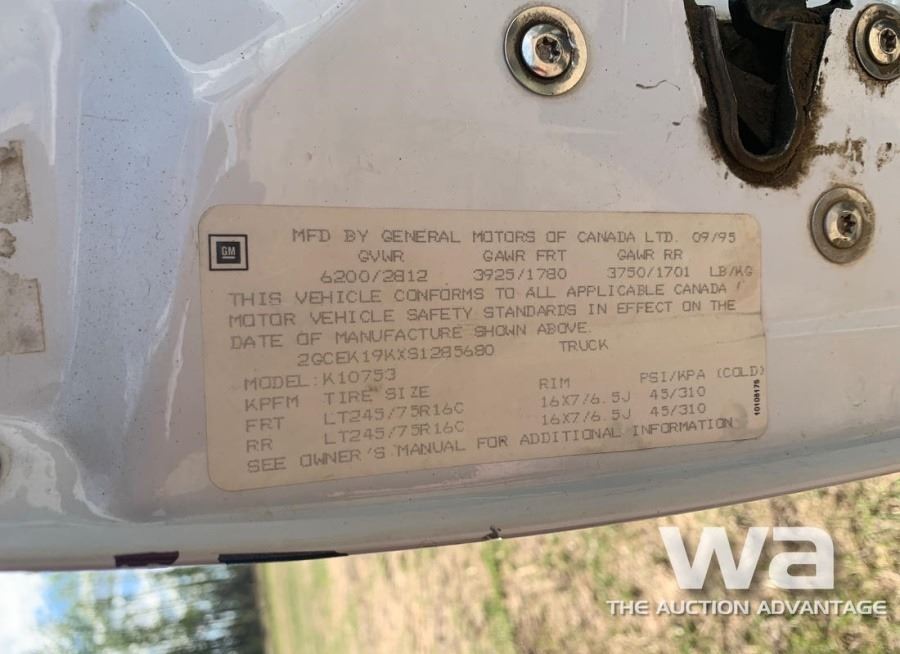 GM
MFD BY GENERAL MOTORS OF CANADA LTD. 09/95
GVWR GAWR FRT GAWR RR
6200/2812 3925/1780 3750/1701 LB/KG
THIS VEHICLE CONFORMS TO ALL APPLICABLE CANADA
MOTOR VEHICLE SAFETY STANDARDS IN EFFECT ON THE
DATE OF MANUFACTURE SHOWN ABOVE.
2GCEK19KXS1285680 TRUCK
MODEL:K10753
KPFM TIRE SIZE RIM PSI/KPA (COLD)
FRT LT245/75R16C 16X7/6.5J 45/310
RR LT245/75R16C 16X7/6.5J 45/310
SEE OWNER'S MANUAL FOR ADDITIONAL INFORMATION
10108175
wa
THE AUCTION ADVANTAGE